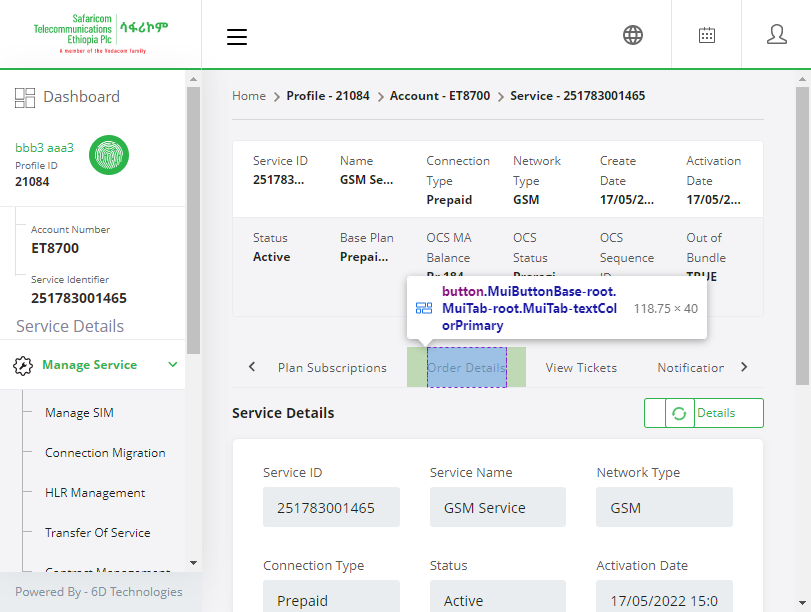 Safaricom
Telecommunications
Ethiopia Plc
ሳፋሪኮም
A member of the Vodacom family
Dashboard
bbb3 aaa3
Profile ID
21084
Account Number
ET8700
Service Identifier
251783001465
Service Details
Manage Service
Manage SIM
Connection Migration
HLR Management
Transfer Of Service
Contract Management
Powered By - 6D Technologies
Home > Profile - 21084 > Account - ET8700 > Service - 251783001465
Service ID
251783...
Name
GSM Se...
Connection
Type
Prepaid
Network
Type
GSM
Create
Date
17/05/2...
Activation
Date
17/05/2...
Status
Active
Base Plan
Prepai...
OCS MA
Balance
Br 184
OCS
Status
OCS
Sequence
ID
Out of
Bundle
TRUE
button.MuiButtonBase-root.
MuiTab-root.MuiTab-textCol
orPrimary
118.75 × 40
Plan Subscriptions
Order Details
View Tickets
Notification
Service Details
Details
Service ID
251783001465
Service Name
GSM Service
Network Type
GSM
Connection Type
Prepaid
Status
Active
Activation Date
17/05/2022 15:0